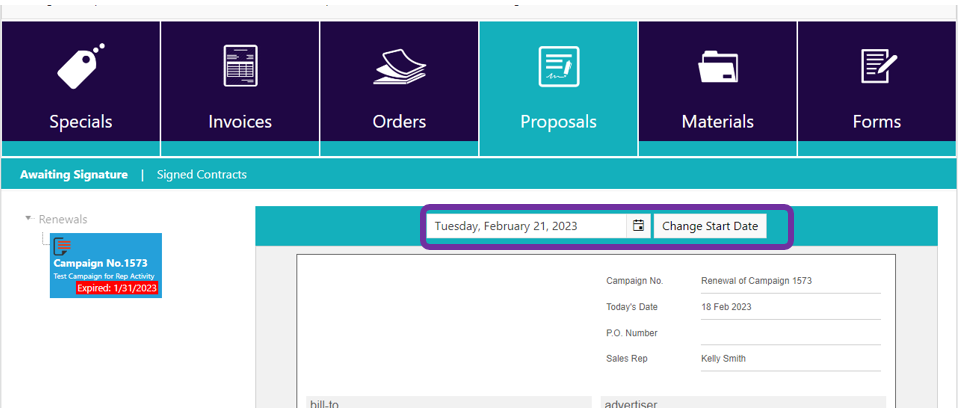 Specials
Invoices
Orders
Proposals
Materials
Forms
Awaiting Signature | Signed Contracts
Renewals
Campaign No.1573
Test Campaign for Rep Activity
Expired: 1/31/2023
Tuesday, February 21, 2023
Change Start Date
Campaign No. Renewal of Campaign 1573
Today's Date 18 Feb 2023
P.O. Number
Sales Rep Kelly Smith
bill-to
advertiser